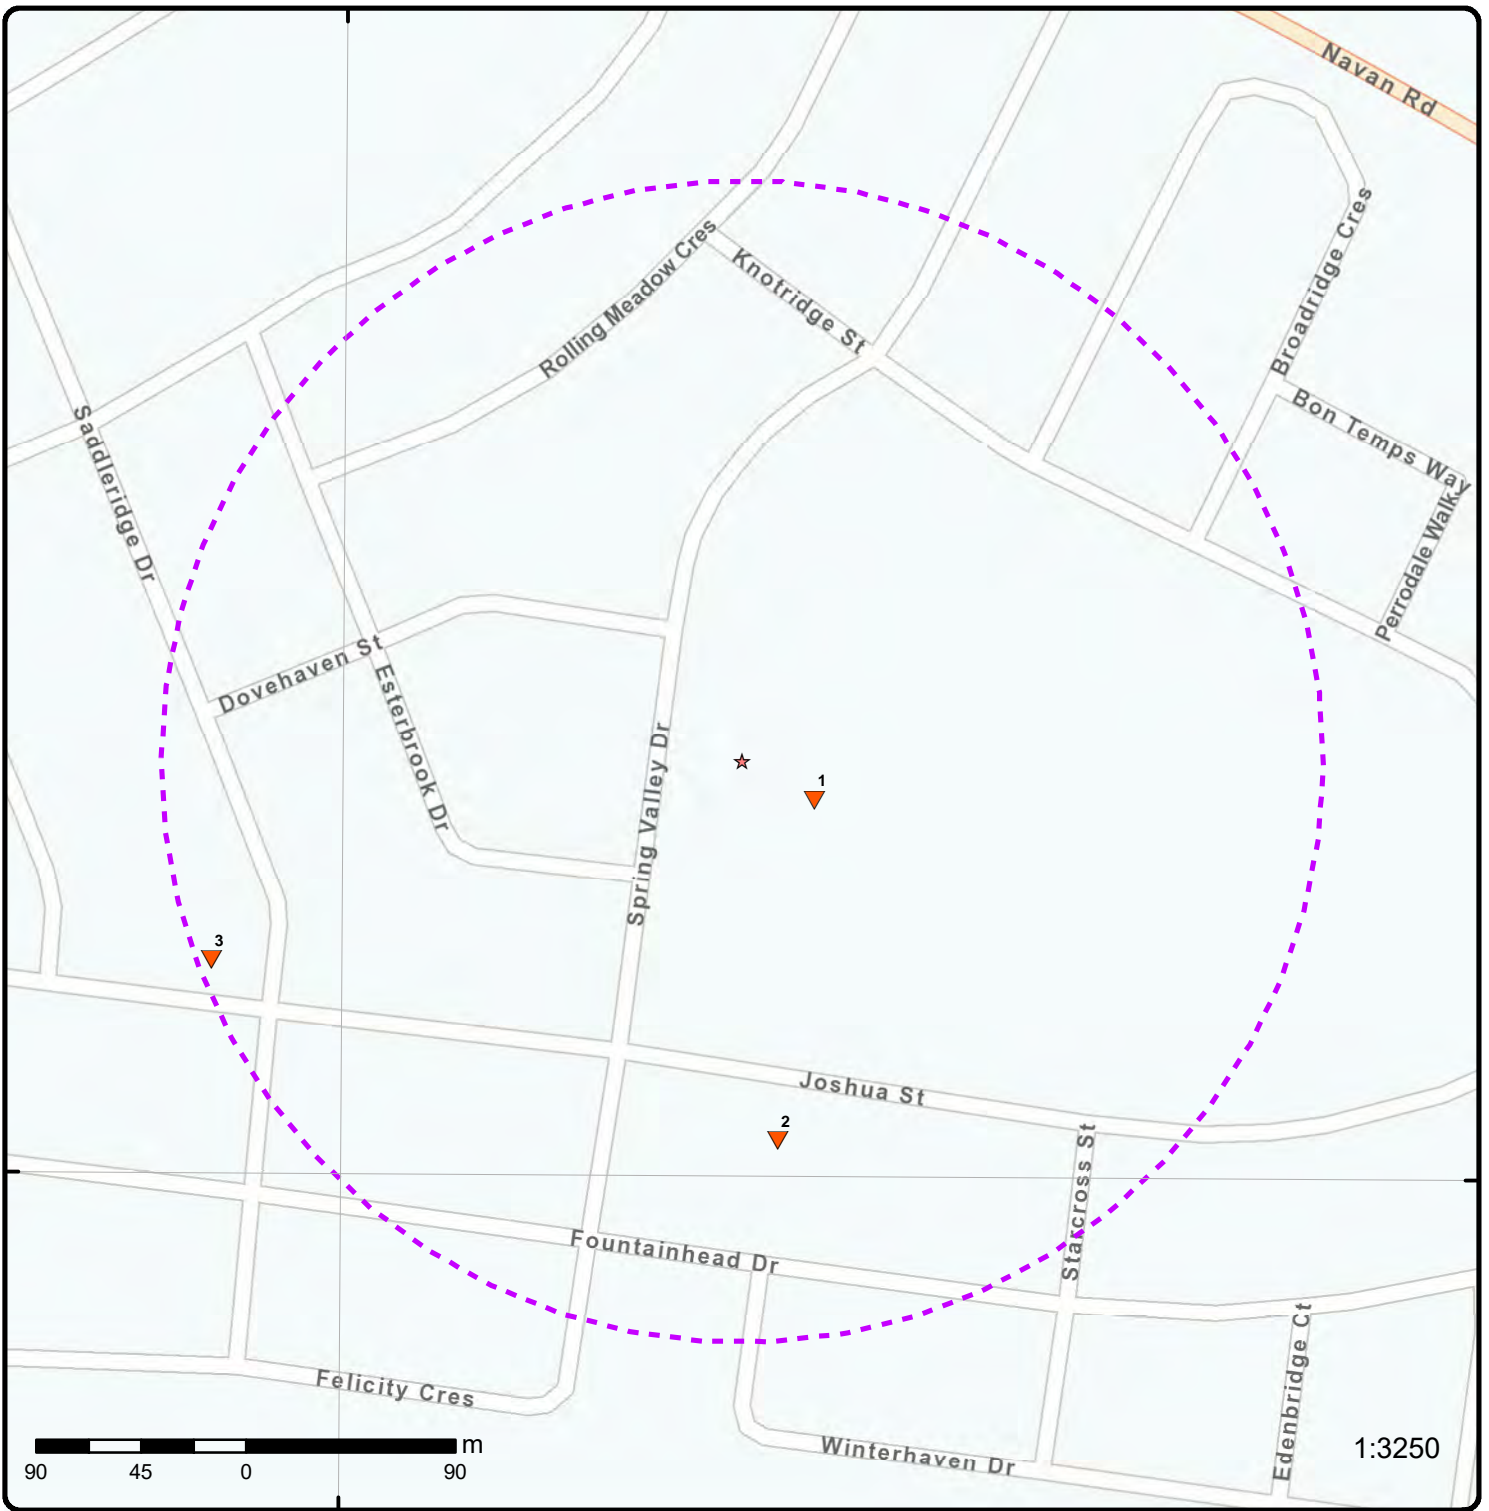 Navan Rd
Broadridge Cres
Rolling Meadow Cres
Knotridge St
Bon Temps Way
Saddleridge Dr
Perrodale Walk
Dovehaven St
Esterbrook Dr
Spring Valley Dr
1
3
Joshua St
2
Starcross St
Fountainhead Dr
Edenbridge Ct
Felicity Cres
Winterhaven Dr
m
90 45 0 90
1:3250